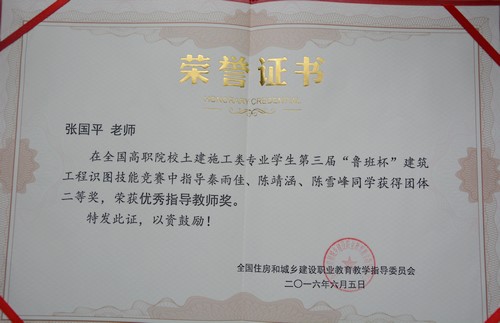 荣誉证书
HONORARY CREDENTIAL
张国平 老师
在全国高职院校土建施工类专业学生第三届“鲁班杯”建筑
工程识图技能竞赛中指导秦雨佳、陈靖涵、陈雪峰同学获得团体
二等奖，荣获优秀指导教师奖。
特发此证，以资鼓励！
全国住房和城乡建设职业教育教学指导委员会
二〇一六年六月五日